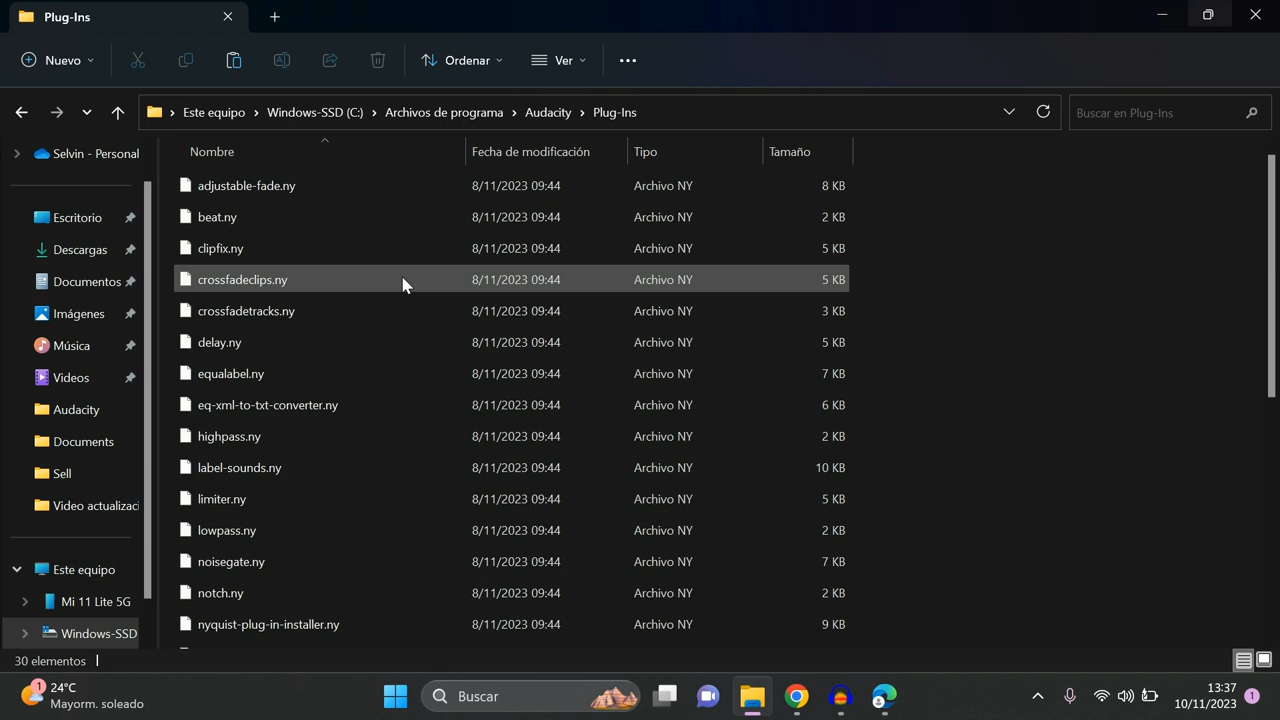 Plug-Ins
Nuevo
Ordenar
Ver
Este equipo > Windows-SSD (C:) > Archivos de programa > Audacity > Plug-Ins
Buscar en Plug-Ins
Selvin - Personal
Escritorio
Descargas
Documentos
Imágenes
Música
Videos
Audacity
Documents
Sell
Video actualizaci
Este equipo
Mi 11 Lite 5G
Windows-SSD
Nombre Fecha de modificación Tipo Tamaño
adjustable-fade.ny 8/11/2023 09:44 Archivo NY 8 KB
beat.ny 8/11/2023 09:44 Archivo NY 2 KB
clipfix.ny 8/11/2023 09:44 Archivo NY 5 KB
crossfadeclips.ny 8/11/2023 09:44 Archivo NY 5 KB
crossfadetracks.ny 8/11/2023 09:44 Archivo NY 3 KB
delay.ny 8/11/2023 09:44 Archivo NY 5 KB
equalabel.ny 8/11/2023 09:44 Archivo NY 7 KB
eq-xml-to-txt-converter.ny 8/11/2023 09:44 Archivo NY 6 KB
highpass.ny 8/11/2023 09:44 Archivo NY 2 KB
label-sounds.ny 8/11/2023 09:44 Archivo NY 10 KB
limiter.ny 8/11/2023 09:44 Archivo NY 5 KB
lowpass.ny 8/11/2023 09:44 Archivo NY 2 KB
noisegate.ny 8/11/2023 09:44 Archivo NY 7 KB
notch.ny 8/11/2023 09:44 Archivo NY 2 KB
nyquist-plug-in-installer.ny 8/11/2023 09:44 Archivo NY 9 KB
30 elementos
1
24°C
Mayorm. soleado
Buscar
13:37
10/11/2023
1